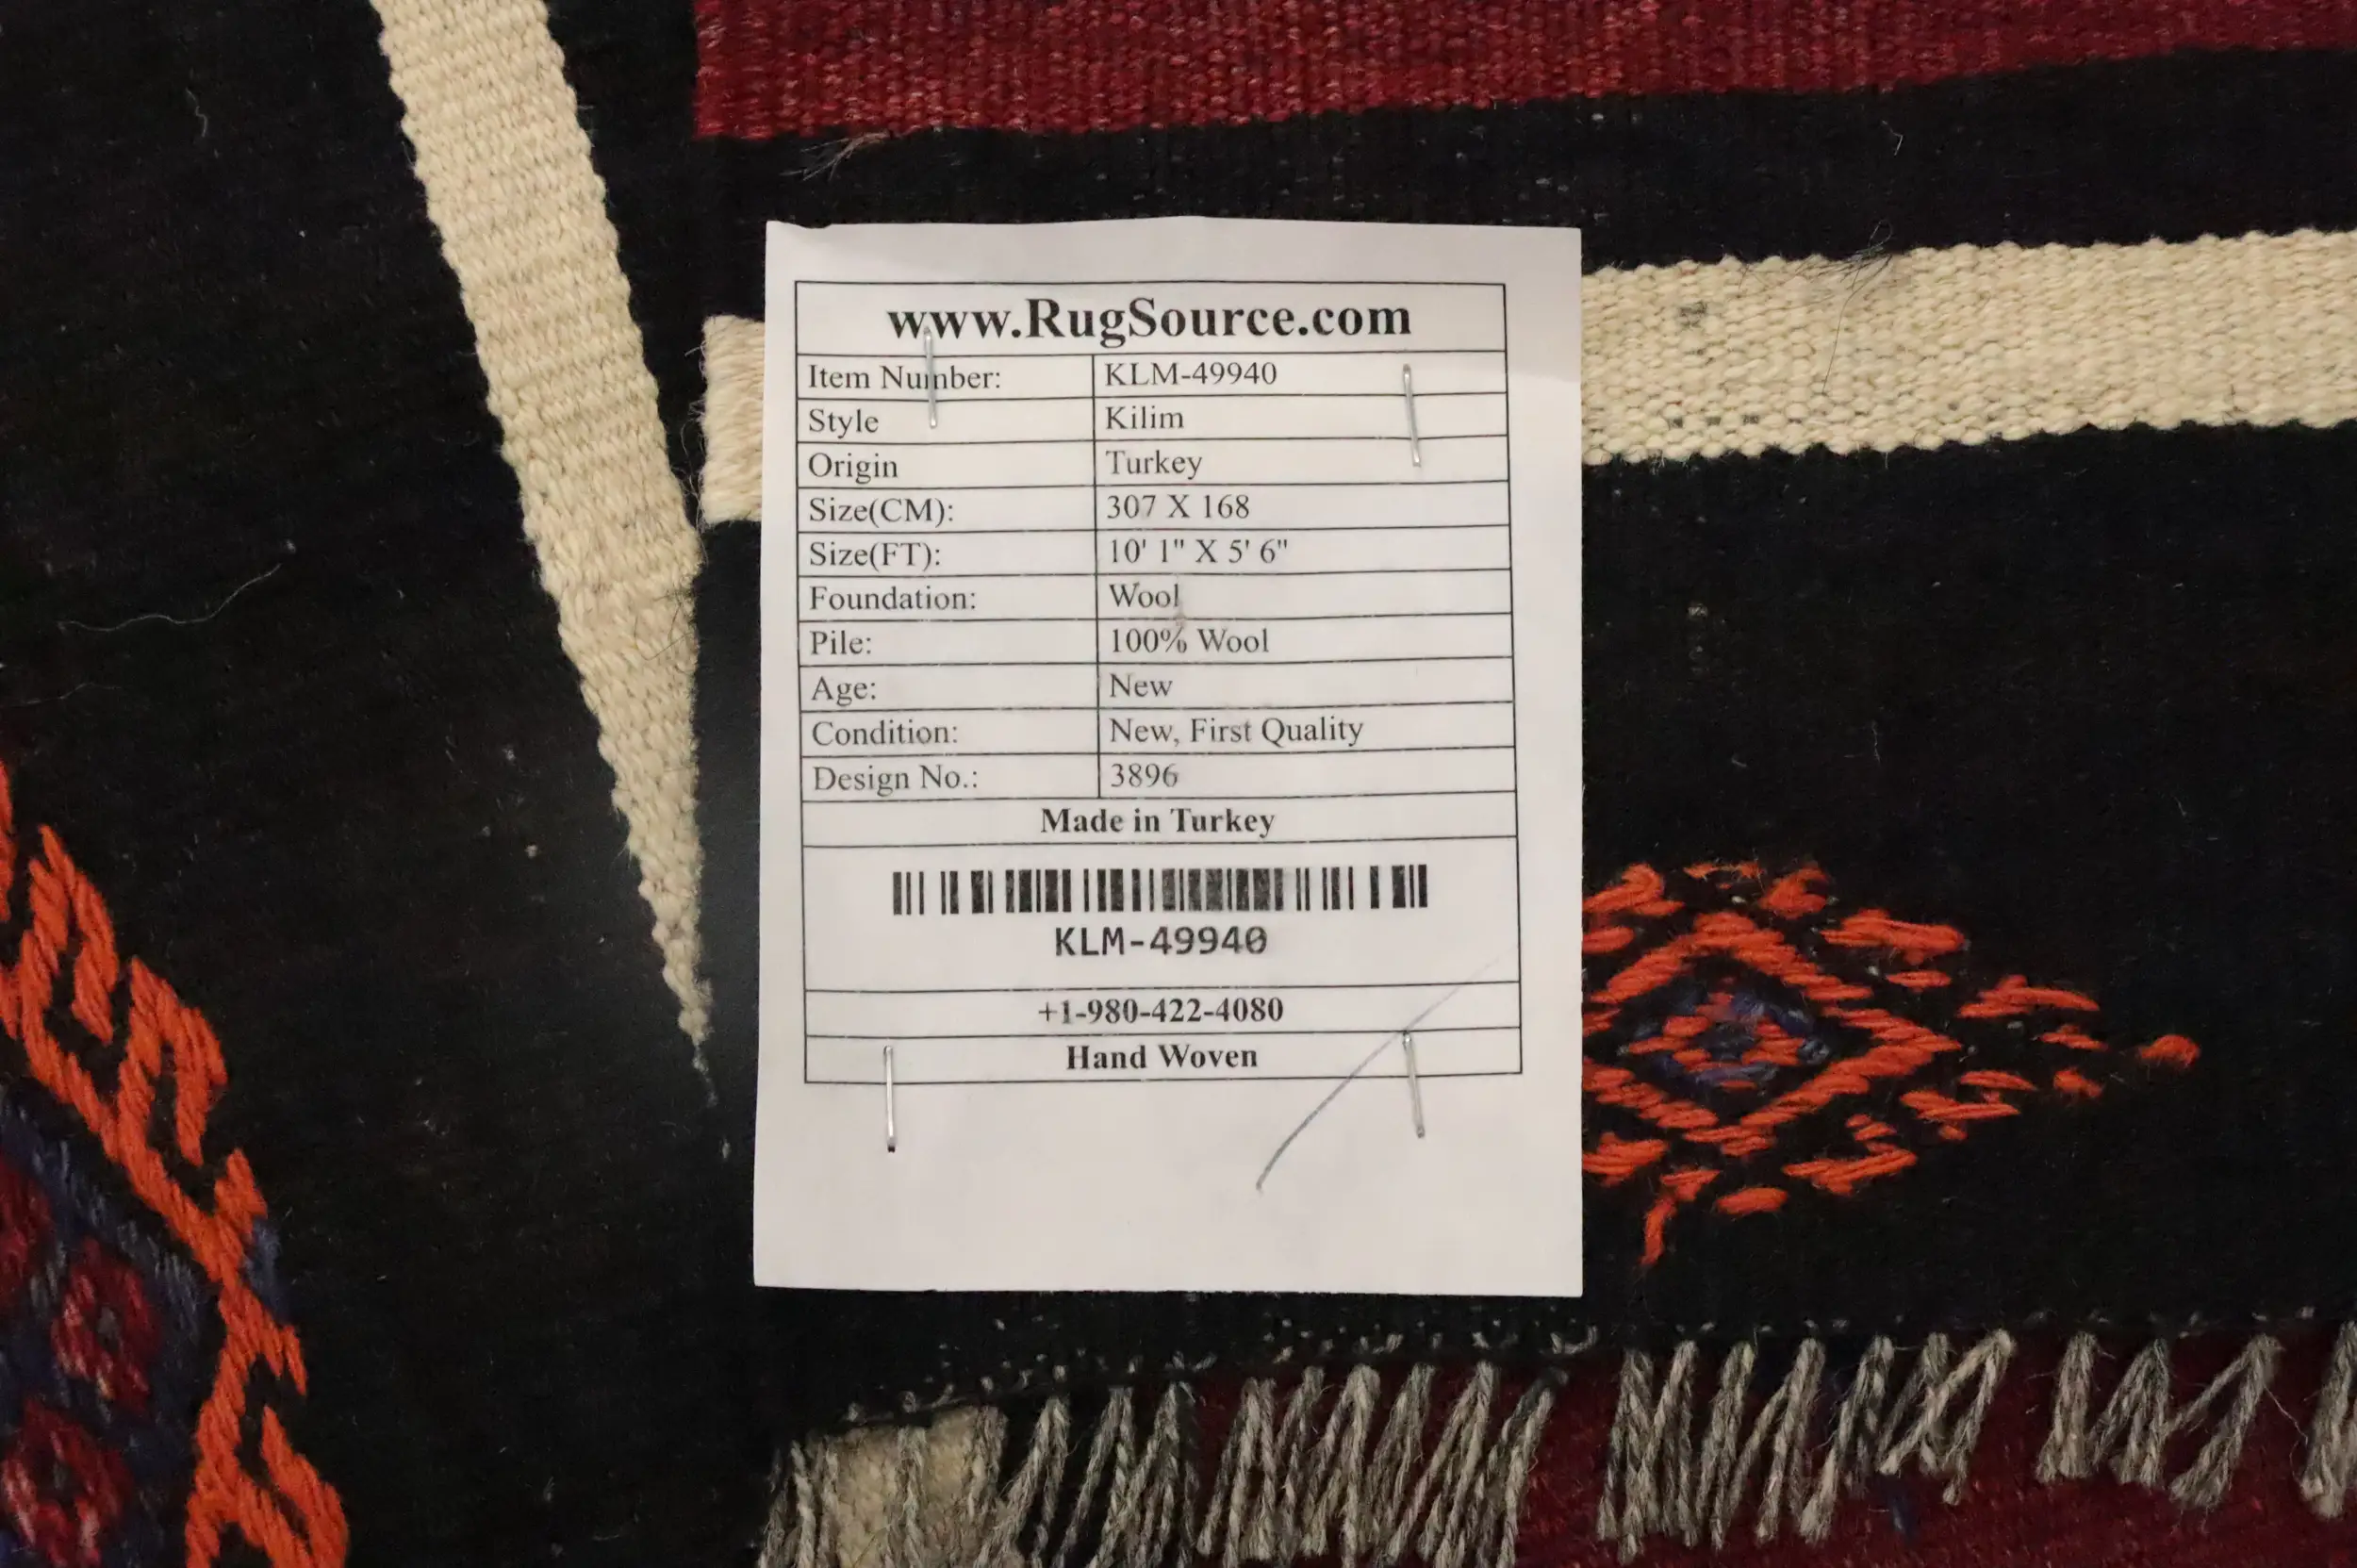 www.RugSource.com
Item Number: KLM-49940
Style Kilim
Origin Turkey
Size(CM): 307 X 168
Size(FT): 10' 1" X 5' 6"
Foundation: Wool
Pile: 100% Wool
Age: New
Condition: New, First Quality
Design No.: 3896
Made in Turkey
KLM-49940
+1-980-422-4080
Hand Woven